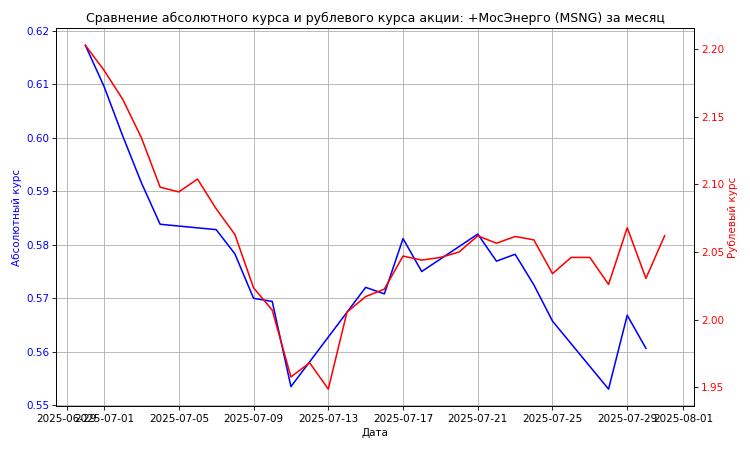 Сравнение абсолютного курса и рублевого курса акции: +МосЭнерго (MSNG) за месяц
0.62
0.61
0.60
0.59
0.58
0.57
0.56
0.55
Абсолютный курс
2.20
2.15
2.10
2.05
2.00
1.95
Рублевый курс
2025-06-29 2025-07-01 2025-07-05 2025-07-09 2025-07-13 2025-07-17 2025-07-21 2025-07-25 2025-07-29 2025-08-01
Дата